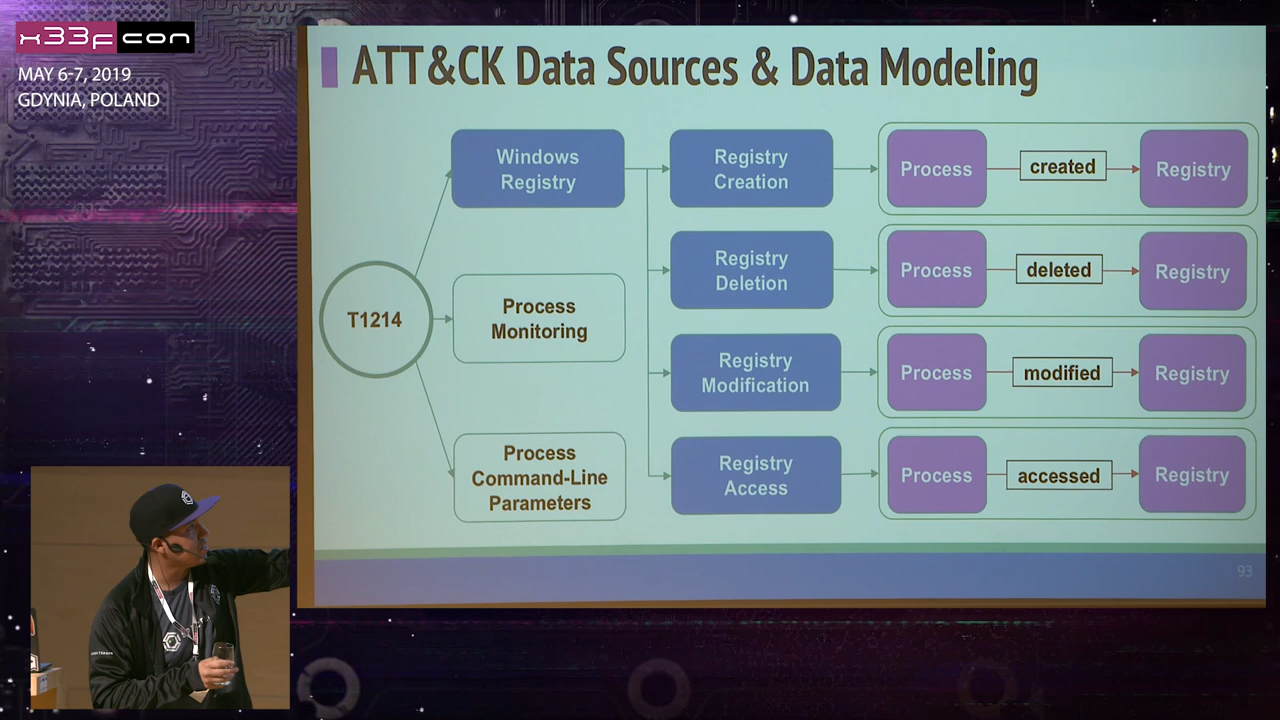 x33fcon
MAY 6-7, 2019
GDYNIA, POLAND
ATT&CK Data Sources & Data Modeling
T1214
Windows
Registry
Process
Monitoring
Process
Command-Line
Parameters
Registry
Creation
Registry
Deletion
Registry
Modification
Registry
Access
Process
created
Registry
Process
deleted
Registry
Process
modified
Registry
Process
accessed
Registry
93